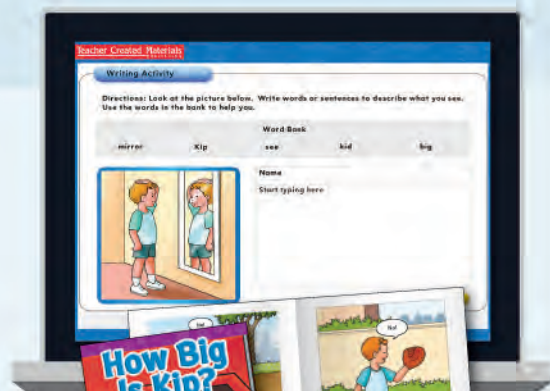 Teacher Created Materials
Writing Activity
Directions: Look at the picture below. Write words or sentences to describe what you see.
Use the words in the bank to help you.
Word Bank
mirror Kip see kid big
Name
Start typing here
No!
How Big
Is Kip?